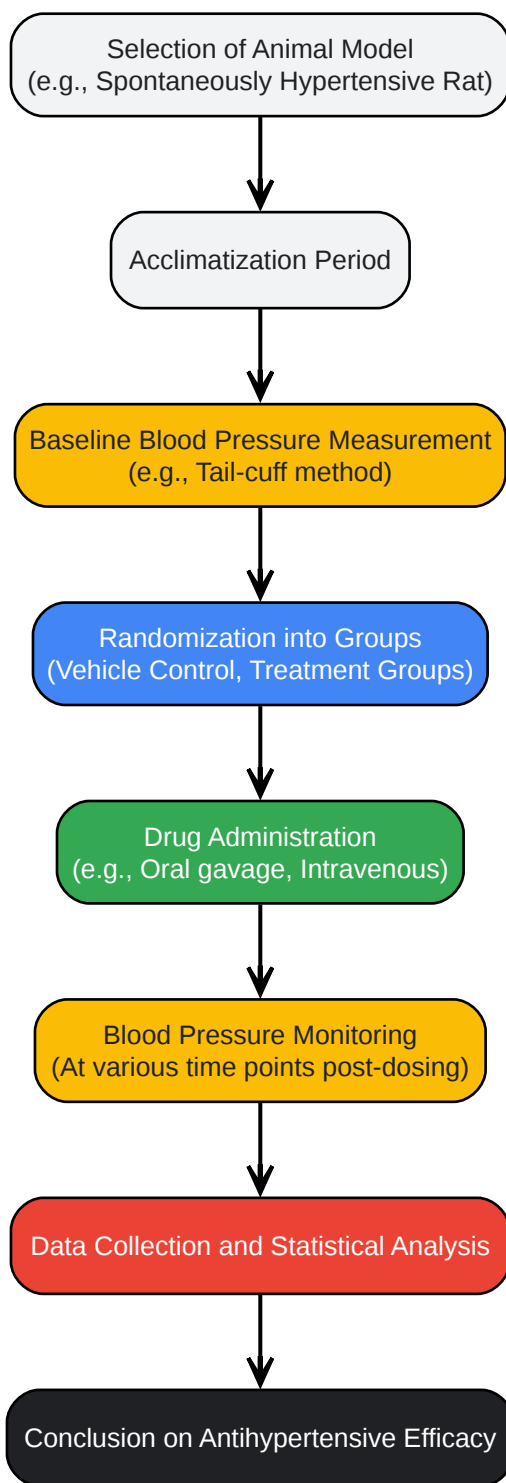 Selection of Animal Model
(e.g., Spontaneously Hypertensive Rat)
Acclimatization Period
Baseline Blood Pressure Measurement
(e.g., Tail-cuff method)
Randomization into Groups
(Vehicle Control, Treatment Groups)
Drug Administration
(e.g., Oral gavage, Intravenous)
Blood Pressure Monitoring
(At various time points post-dosing)
Data Collection and Statistical Analysis
Conclusion on Antihypertensive Efficacy